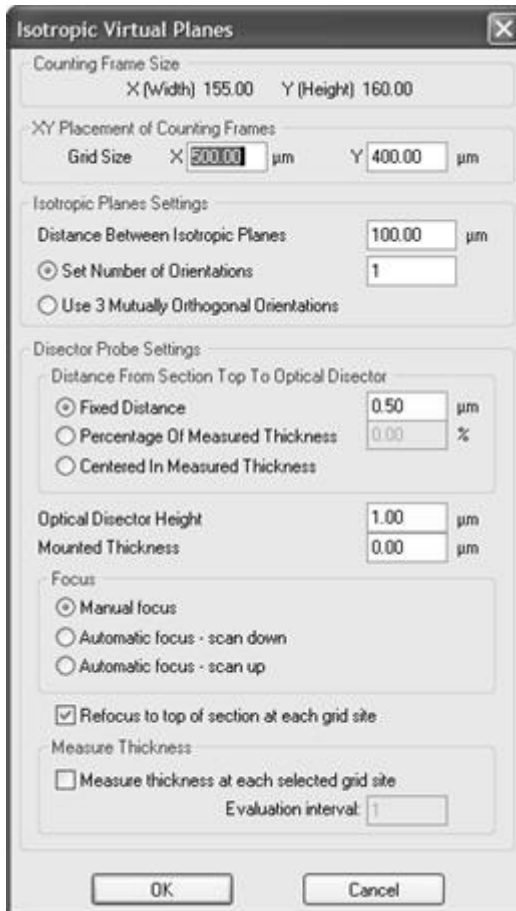 Isotropic Virtual Planes
Counting Frame Size
X (Width) 155.00 Y (Height) 160.00
XY Placement of Counting Frames
Grid Size X 500.00 µm Y 400.00 µm
Isotropic Planes Settings
Distance Between Isotropic Planes 100.00 µm
Set Number of Orientations 1
Use 3 Mutually Orthogonal Orientations
Disector Probe Settings
Distance From Section Top To Optical Disector
Fixed Distance 0.50 µm
Percentage Of Measured Thickness 0.00 %
Centered In Measured Thickness
Optical Disector Height 1.00 µm
Mounted Thickness 0.00 µm
Focus
Manual focus
Automatic focus - scan down
Automatic focus - scan up
Refocus to top of section at each grid site
Measure Thickness
Measure thickness at each selected grid site
Evaluation interval: 1
OK Cancel